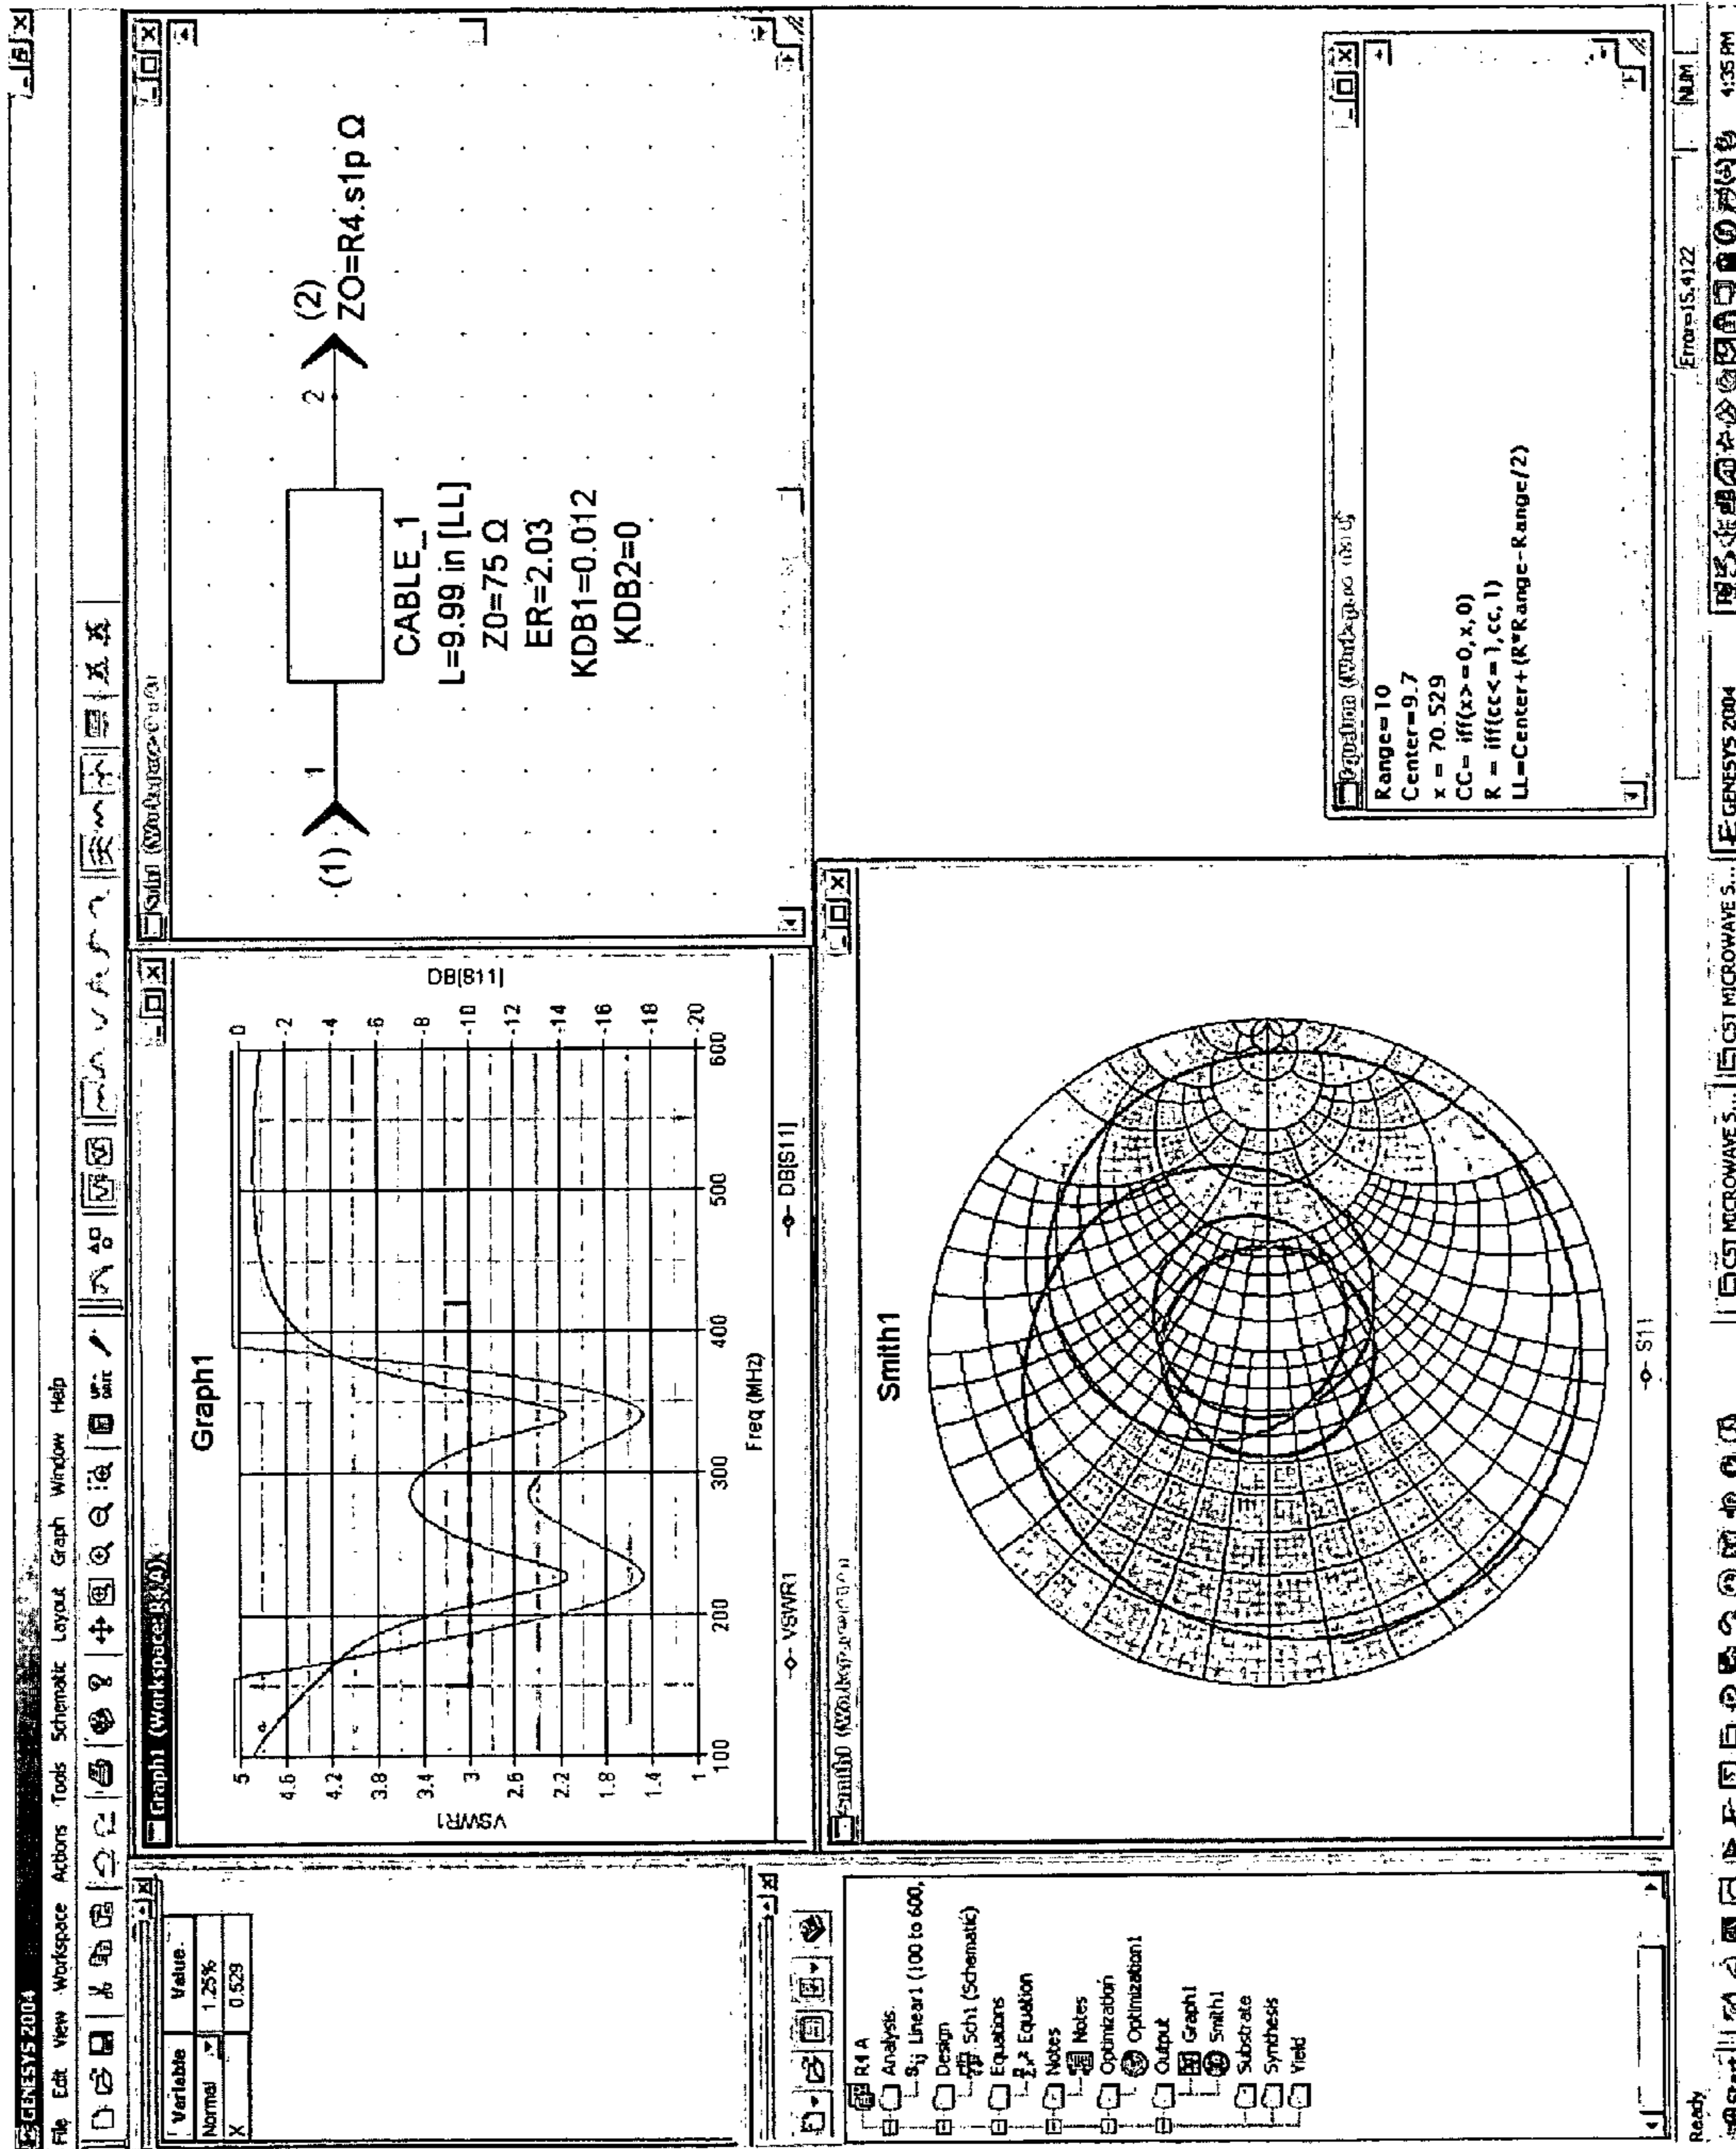 GENESYS 2004
File Edit View Workspace Actions Tools Schematic Layout Graph Window Help
UP-
DATE
Variable Value
Normal 1.25%
X 0.529
R4 A
Analysis
Linear1 (100 to 600,
Design
Sch1 (Schematic)
Equations
Equation
Notes
Notes
Optimization
Optimization1
Output
Graph1
Smith1
Substrate
Synthesis
Yield
Graph1 (Workspace: R4 A)
Graph1
VSWR1
5
4.6
4.2
3.8
3.4
3
2.6
2.2
1.8
1.4
1
DB[S11]
0
-2
-4
-6
-8
-10
-12
-14
-16
-18
-20
100 200 300 400 500 600
Freq (MHz)
VSWR1 DB[S11]
(1) 1 2 (2)
ZO=R4.s1p Ω
CABLE_1
L=9.99 in [LL]
Z0=75 Ω
ER=2.03
KDB1=0.012
KDB2=0
Smith1
S11
Range=10
Center=9.7
x = ?0.529
CC= iff(x>=0,x,0)
R = iff(cc<=1,cc,1)
LL=Center+(R*Range-Range/2)
Ready
Error=15.4122
NUM
Start
CST MICROWAVE S...
CST MICROWAVE S...
GENESYS 2004
4:35 PM